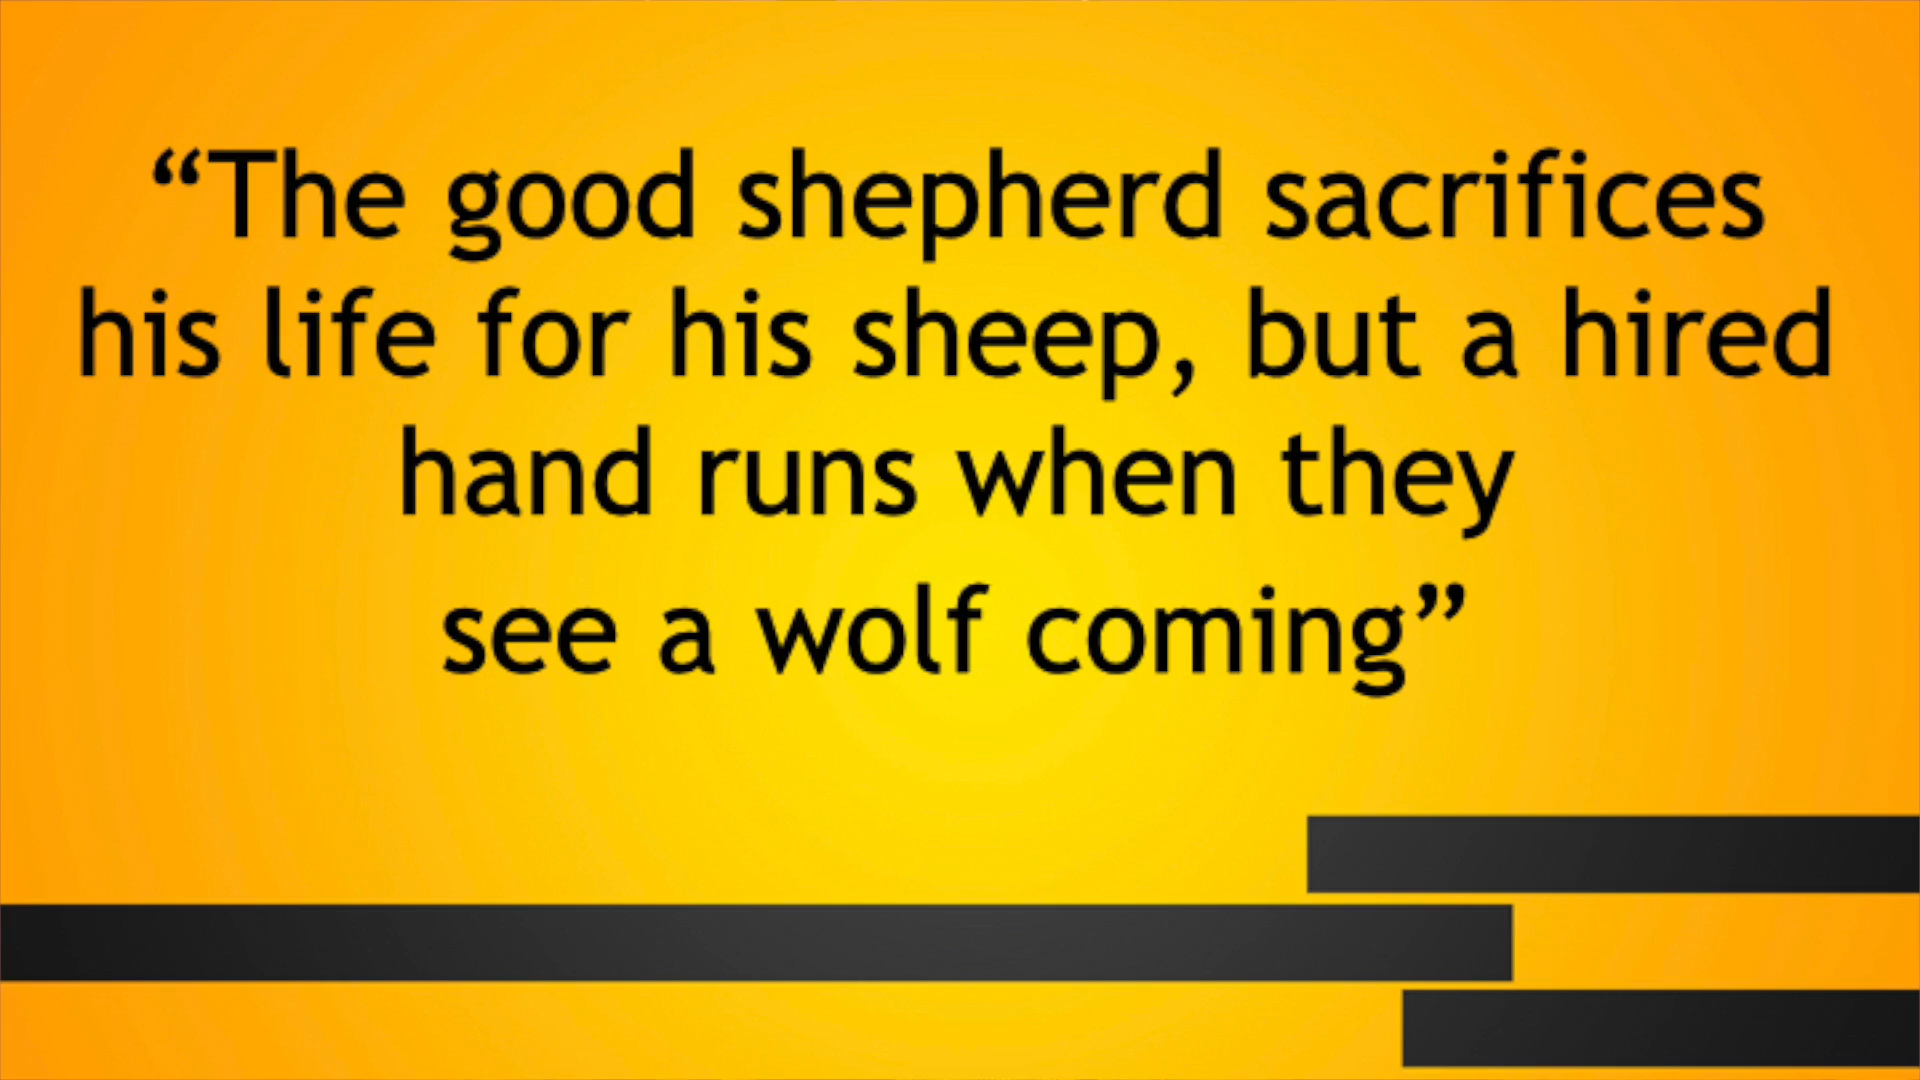 “The good shepherd sacrifices
his life for his sheep, but a hired
hand runs when they
see a wolf coming”